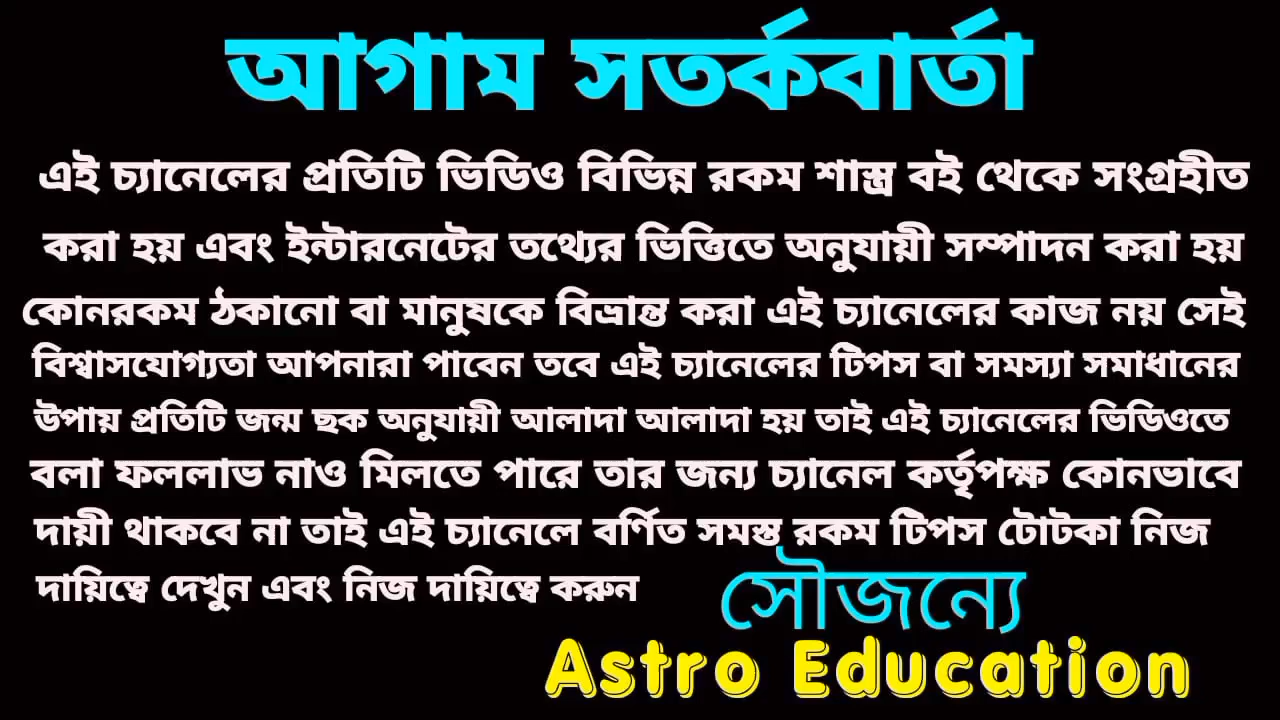 আগাম সতর্কবার্তা
এই চ্যানেলের প্রতিটি ভিডিও বিভিন্ন রকম শাস্ত্র বই থেকে সংগ্রহীত
করা হয় এবং ইন্টারনেটের তথ্যের ভিত্তিতে অনুযায়ী সম্পাদন করা হয়
কোনরকম ঠকানো বা মানুষকে বিভ্রান্ত করা এই চ্যানেলের কাজ নয় সেই
বিশ্বাসযোগ্যতা আপনারা পাবেন তবে এই চ্যানেলের টিপস বা সমস্যা সমাধানের
উপায় প্রতিটি জন্ম ছক অনুযায়ী আলাদা আলাদা হয় তাই এই চ্যানেলের ভিডিওতে
বলা ফললাভ নাও মিলতে পারে তার জন্য চ্যানেল কর্তৃপক্ষ কোনভাবে
দায়ী থাকবে না তাই এই চ্যানেলে বর্ণিত সমস্ত রকম টিপস টোটকা নিজ
দায়িত্বে দেখুন এবং নিজ দায়িত্বে করুন
সৌজন্যে
Astro Education